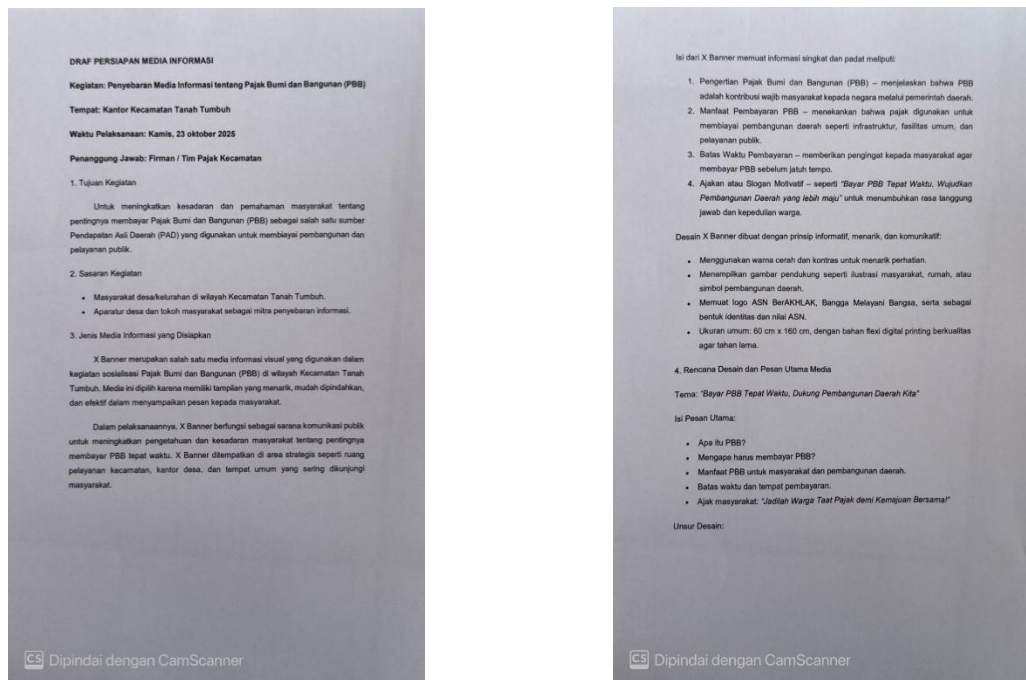 DRAF PERSIAPAN MEDIA INFORMASI
Kegiatan: Penyebaran Media Informasi tentang Pajak Bumi dan Bangunan (PBB)
Tempat: Kantor Kecamatan Tanah Tumbuh
Waktu Pelaksanaan: Kamis, 23 oktober 2025
Penanggung Jawab: Firman / Tim Pajak Kecamatan
1. Tujuan Kegiatan
Untuk meningkatkan kesadaran dan pemahaman masyarakat tentang
pentingnya membayar Pajak Bumi dan Bangunan (PBB) sebagai salah satu sumber
Pendapatan Asli Daerah (PAD) yang digunakan untuk membiayai pembangunan dan
pelayanan publik.
2. Sasaran Kegiatan
• Masyarakat desa/kelurahan di wilayah Kecamatan Tanah Tumbuh.
• Aparatur desa dan tokoh masyarakat sebagai mitra penyebaran informasi.
3. Jenis Media Informasi yang Disiapkan
X Banner merupakan salah satu media informasi visual yang digunakan dalam
kegiatan sosialisasi Pajak Bumi dan Bangunan (PBB) di wilayah Kecamatan Tanah
Tumbuh. Media ini dipilih karena memiliki tampilan yang menarik, mudah dipindahkan,
dan efektif dalam menyampaikan pesan kepada masyarakat.
Dalam pelaksanaannya, X Banner berfungsi sebagai sarana komunikasi publik
untuk meningkatkan pengetahuan dan kesadaran masyarakat tentang pentingnya
membayar PBB tepat waktu. X Banner ditempatkan di area strategis seperti ruang
pelayanan kecamatan, kantor desa, dan tempat umum yang sering dikunjungi
masyarakat.
CS Dipindai dengan CamScanner
Isi dari X Banner memuat informasi singkat dan padat meliputi:
1. Pengertian Pajak Bumi dan Bangunan (PBB) – menjelaskan bahwa PBB
adalah kontribusi wajib masyarakat kepada negara melalui pemerintah daerah.
2. Manfaat Pembayaran PBB – menekankan bahwa pajak digunakan untuk
membiayai pembangunan daerah seperti infrastruktur, fasilitas umum, dan
pelayanan publik.
3. Batas Waktu Pembayaran – memberikan pengingat kepada masyarakat agar
membayar PBB sebelum jatuh tempo.
4. Ajakan atau Slogan Motivatif – seperti "Bayar PBB Tepat Waktu, Wujudkan
Pembangunan Daerah yang lebih maju" untuk menumbuhkan rasa tanggung
jawab dan kepedulian warga.
Desain X Banner dibuat dengan prinsip informatif, menarik, dan komunikatif:
• Menggunakan warna cerah dan kontras untuk menarik perhatian.
• Menampilkan gambar pendukung seperti ilustrasi masyarakat, rumah, atau
simbol pembangunan daerah.
• Memuat logo ASN BerAKHLAK, Bangga Melayani Bangsa, serta sebagai
bentuk identitas dan nilai ASN.
• Ukuran umum: 60 cm x 160 cm, dengan bahan flexi digital printing berkualitas
agar tahan lama.
4. Rencana Desain dan Pesan Utama Media
Tema: "Bayar PBB Tepat Waktu, Dukung Pembangunan Daerah Kita"
Isi Pesan Utama:
• Apa itu PBB?
• Mengapa harus membayar PBB?
• Manfaat PBB untuk masyarakat dan pembangunan daerah.
• Batas waktu dan tempat pembayaran.
• Ajak masyarakat: "Jadilah Warga Taat Pajak demi Kemajuan Bersama!"
Unsur Desain:
CS Dipindai dengan CamScanner